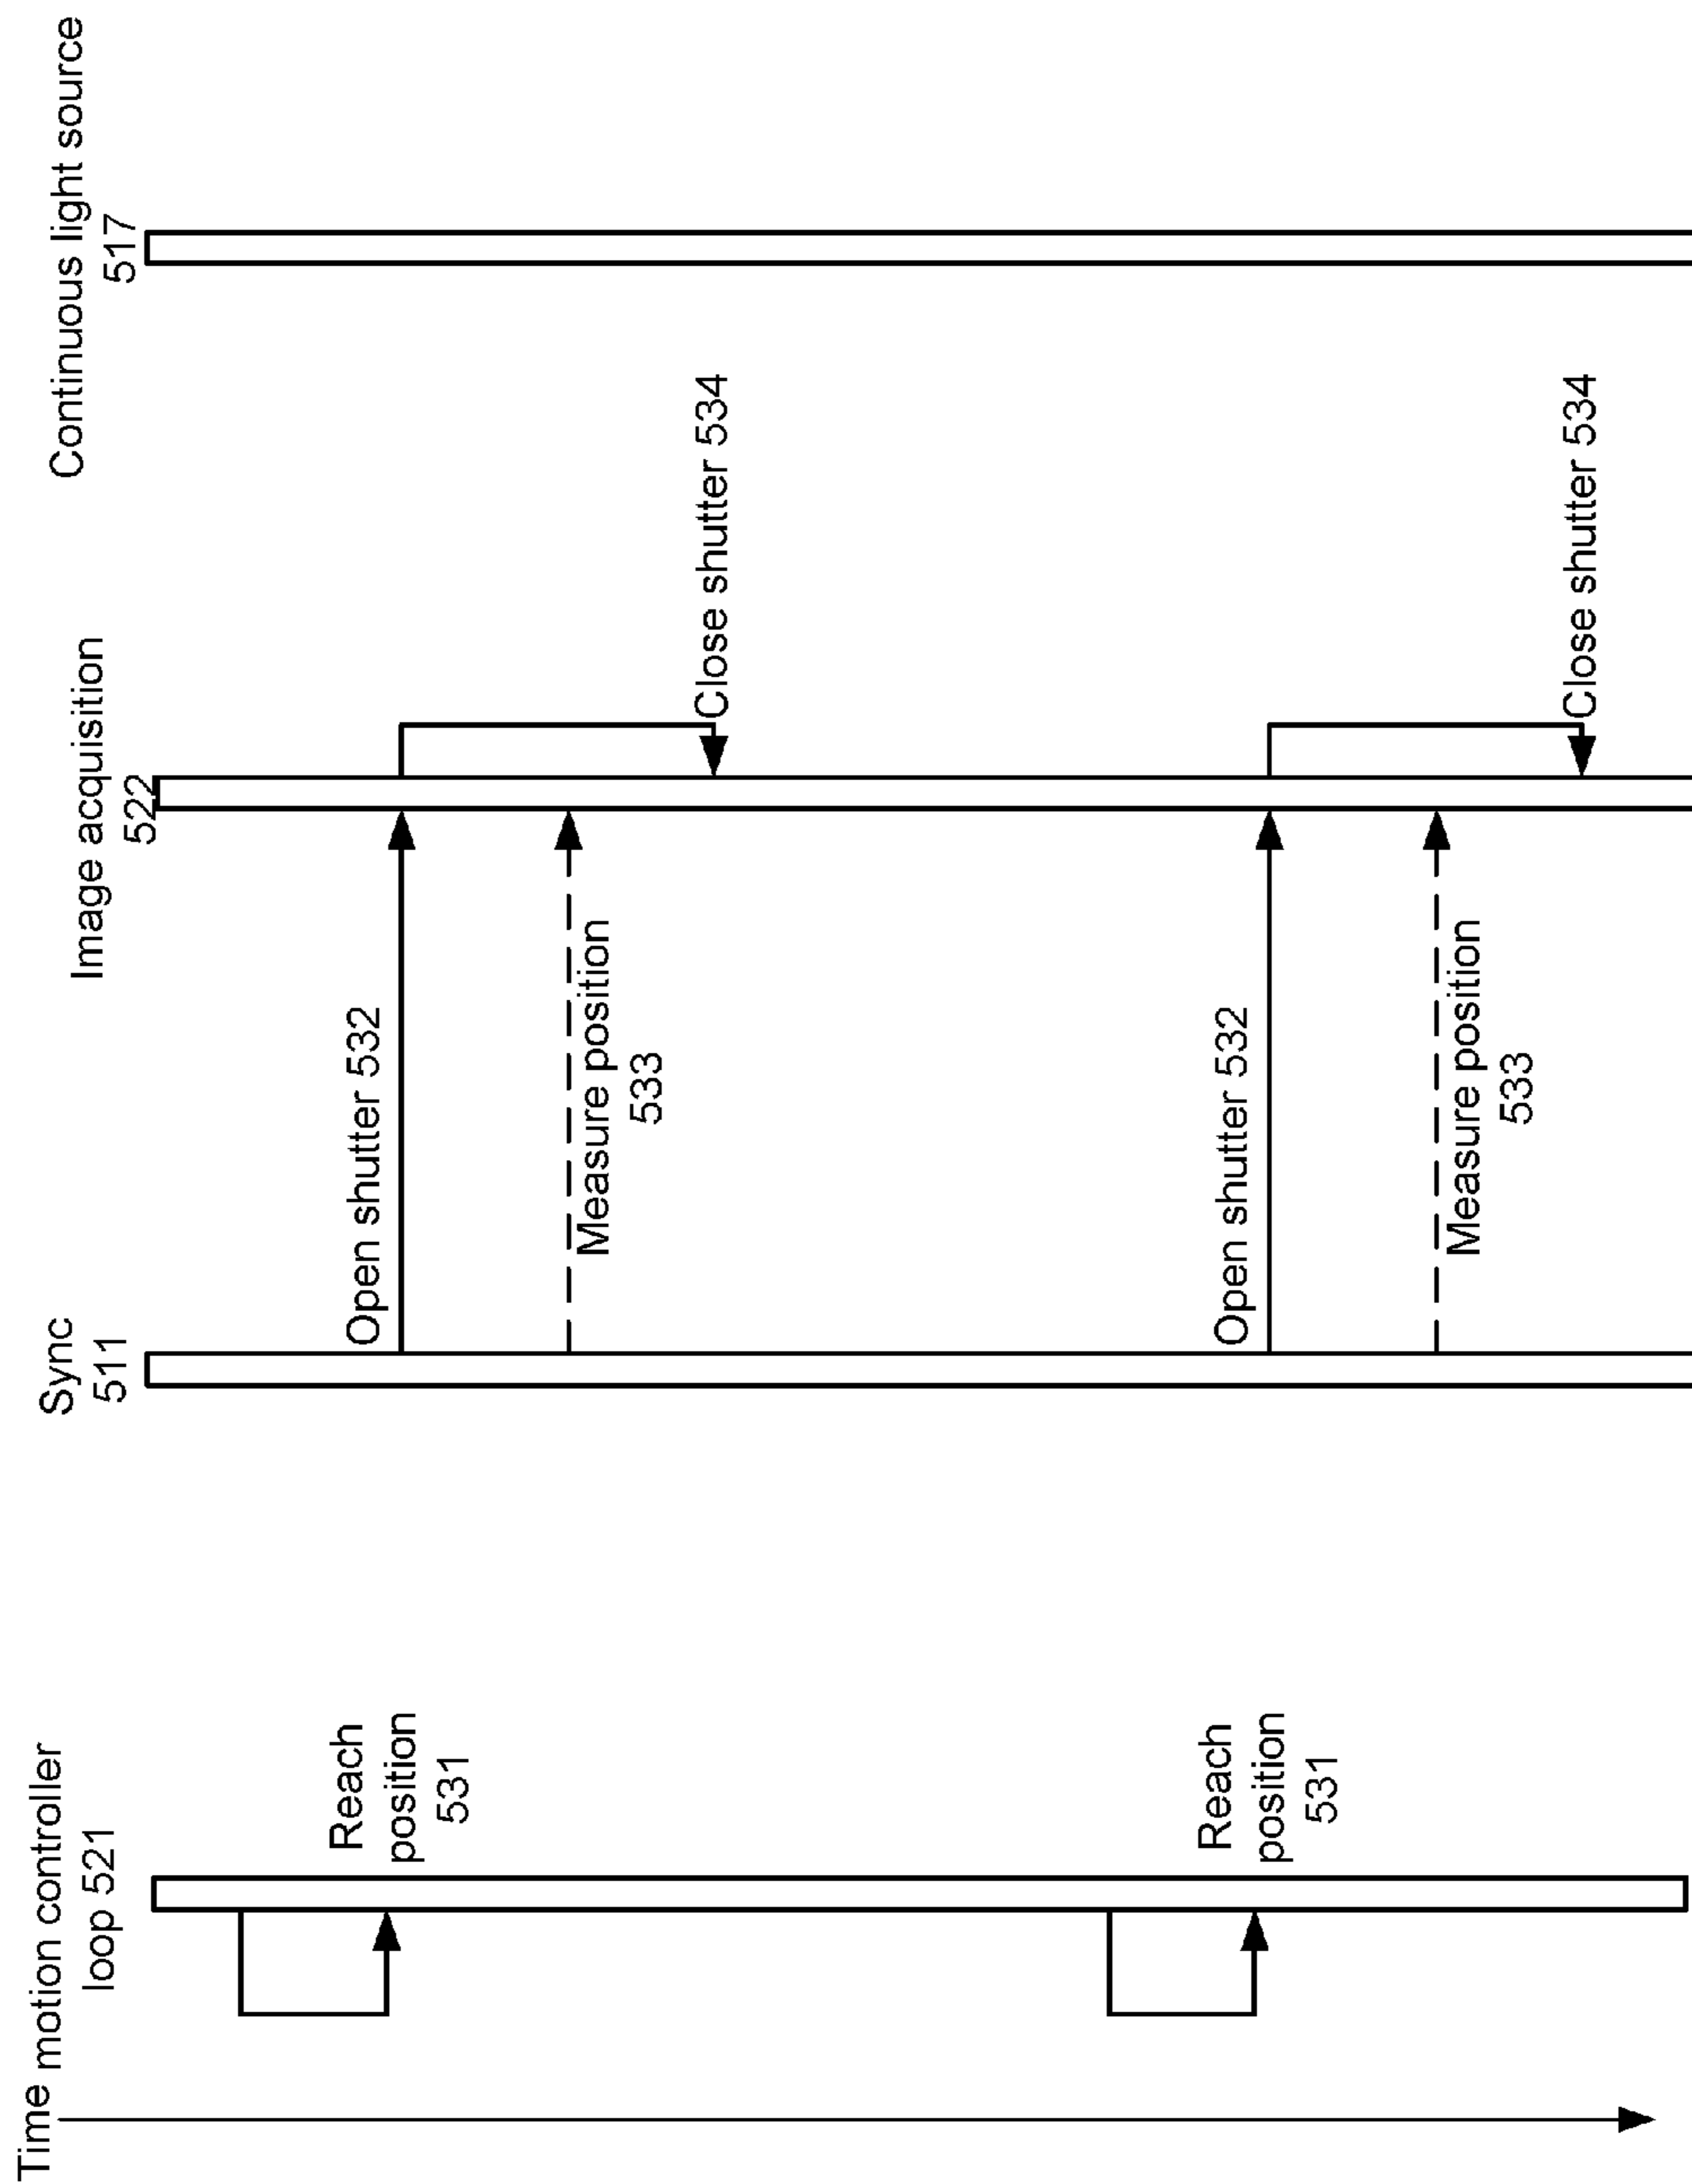 Time
motion controller
loop 521
Sync
511
Image acquisition
522
Continuous light source
517
Reach
position
531
Open shutter 532
Measure position
533
Close shutter 534
Reach
position
531
Open shutter 532
Measure position
533
Close shutter 534